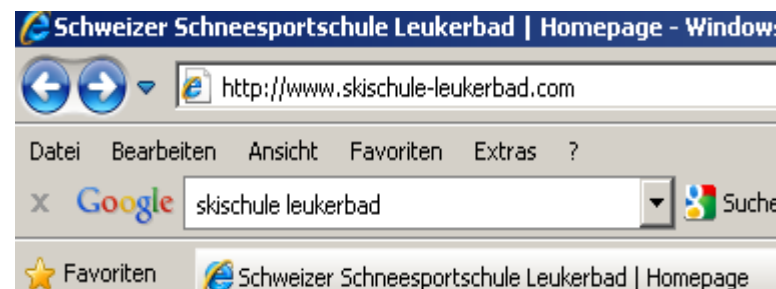 Schweizer Schneesportschule Leukerbad | Homepage - Windows
http://www.skischule-leukerbad.com
Datei Bearbeiten Ansicht Favoriten Extras ?
x Google skischule leukerbad Suche
Favoriten Schweizer Schneesportschule Leukerbad | Homepage